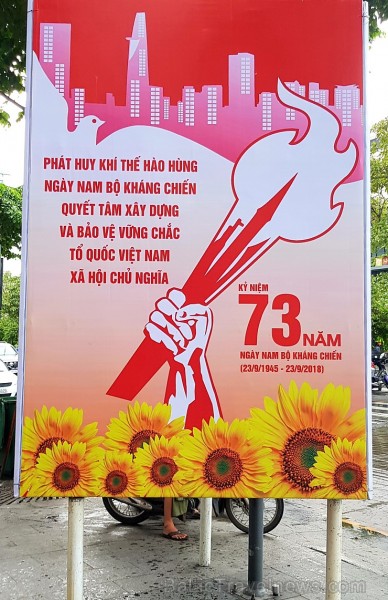 PHÁT HUY KHÍ THẾ HÀO HÙNG
NGÀY NAM BỘ KHÁNG CHIẾN
QUYẾT TÂM XÂY DỰNG
VÀ BẢO VỆ VỮNG CHẮC
TỔ QUỐC VIỆT NAM
XÃ HỘI CHỦ NGHĨA
KỶ NIỆM
73 NĂM
NGÀY NAM BỘ KHÁNG CHIẾN
(23/9/1945 - 23/9/2018)
BalticTravelnews.com